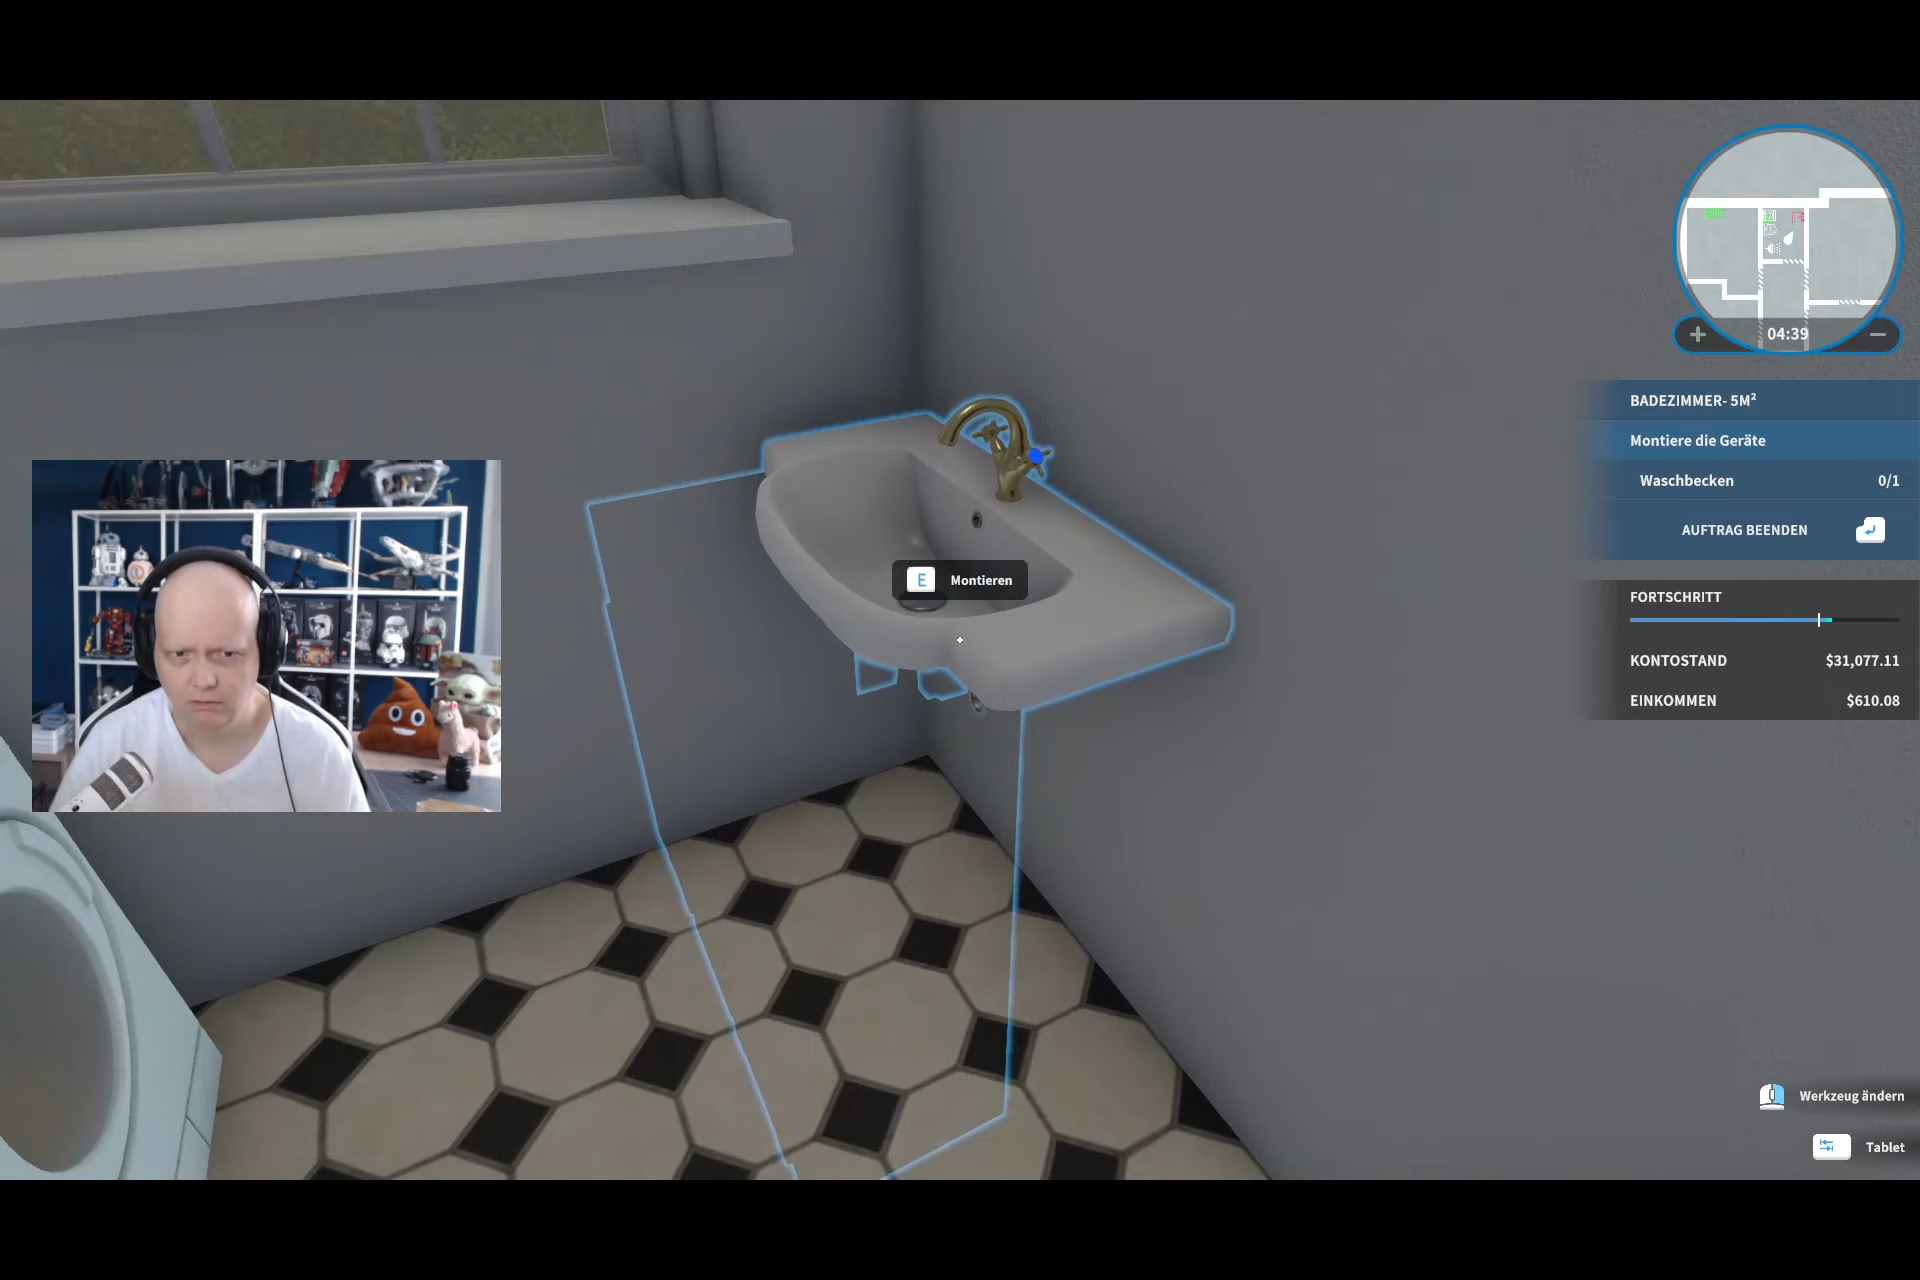 04:39
BADEZIMMER- 5M²
Montiere die Geräte
Waschbecken 0/1
AUFTRAG BEENDEN
E Montieren
FORTSCHRITT
KONTOSTAND $31,077.11
EINKOMMEN $610.08
Werkzeug ändern
Tablet